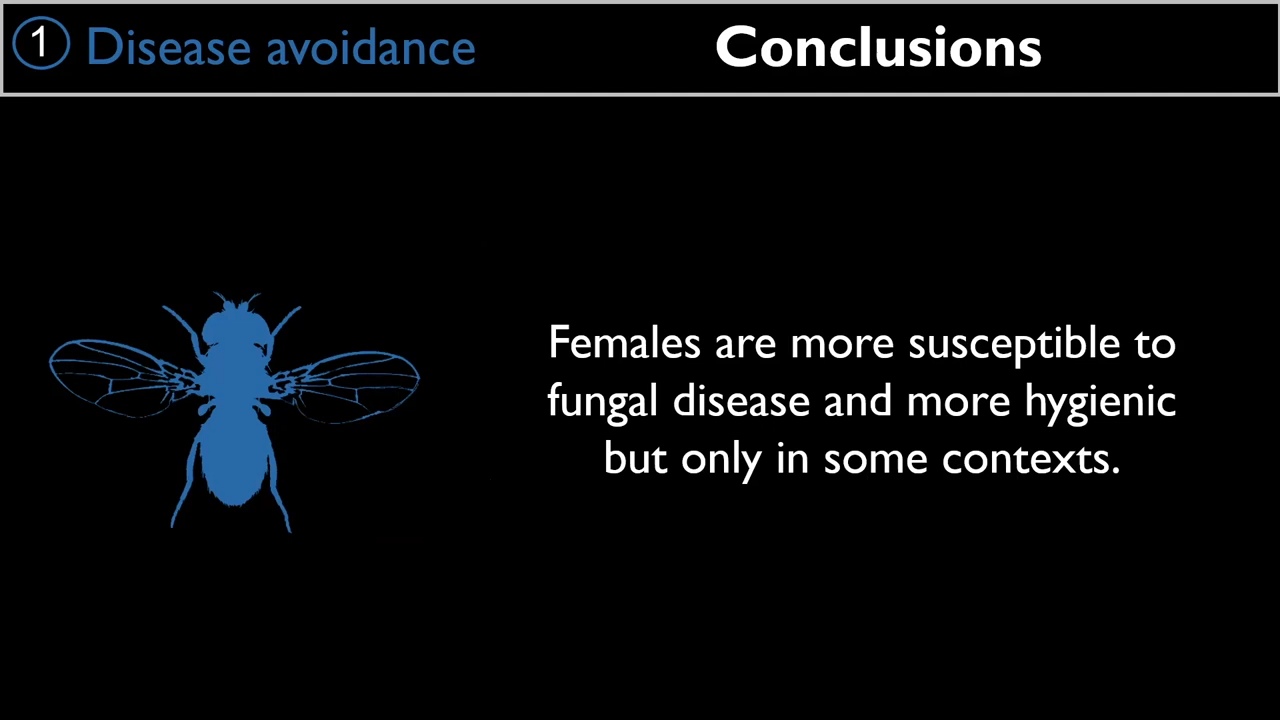 1 Disease avoidance
Conclusions
Females are more susceptible to
fungal disease and more hygienic
but only in some contexts.